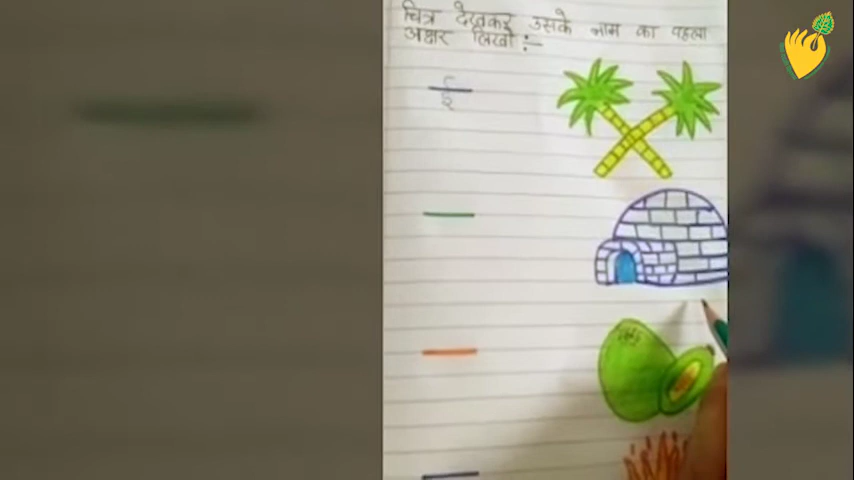 चित्र देखकर उसके नाम का पहला
अक्षर लिखो :-
ई